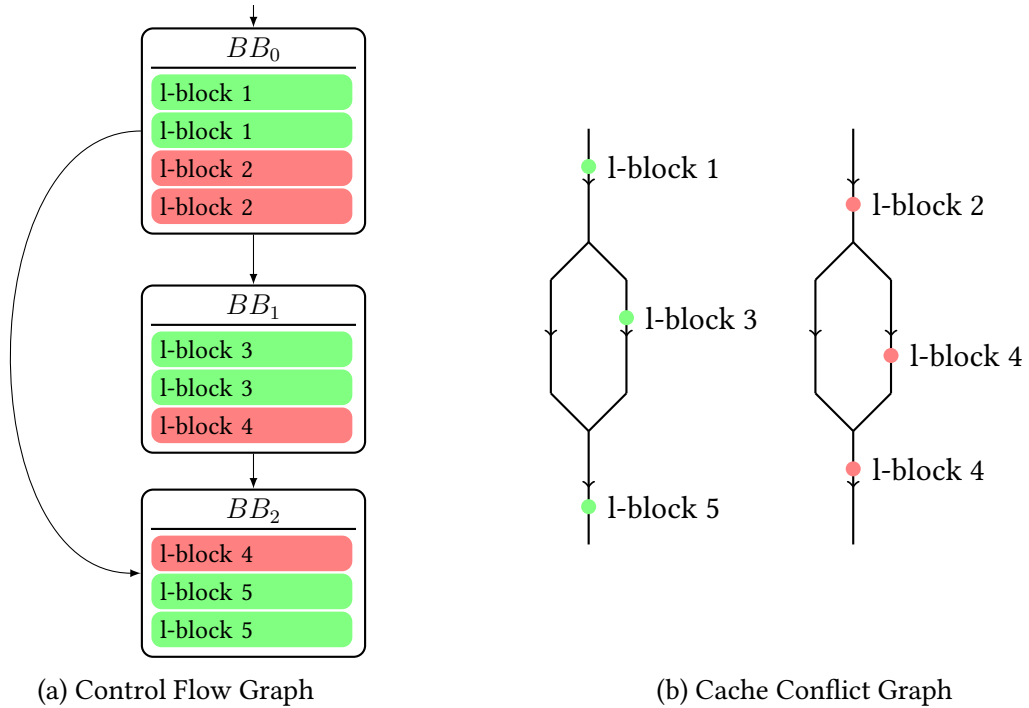 BB₀
l-block 1
l-block 1
l-block 2
l-block 2
BB₁
l-block 3
l-block 3
l-block 4
BB₂
l-block 4
l-block 5
l-block 5
(a) Control Flow Graph
l-block 1
l-block 3
l-block 5
l-block 2
l-block 4
l-block 4
(b) Cache Conflict Graph